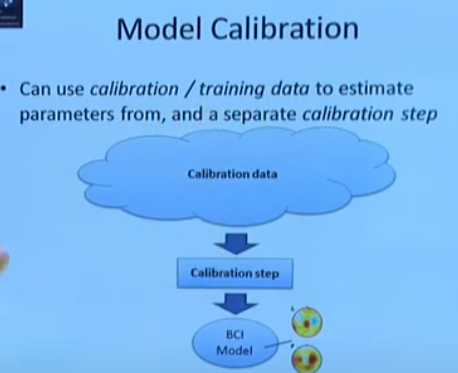 Model Calibration
• Can use calibration / training data to estimate
parameters from, and a separate calibration step
Calibration data
Calibration step
BCI
Model